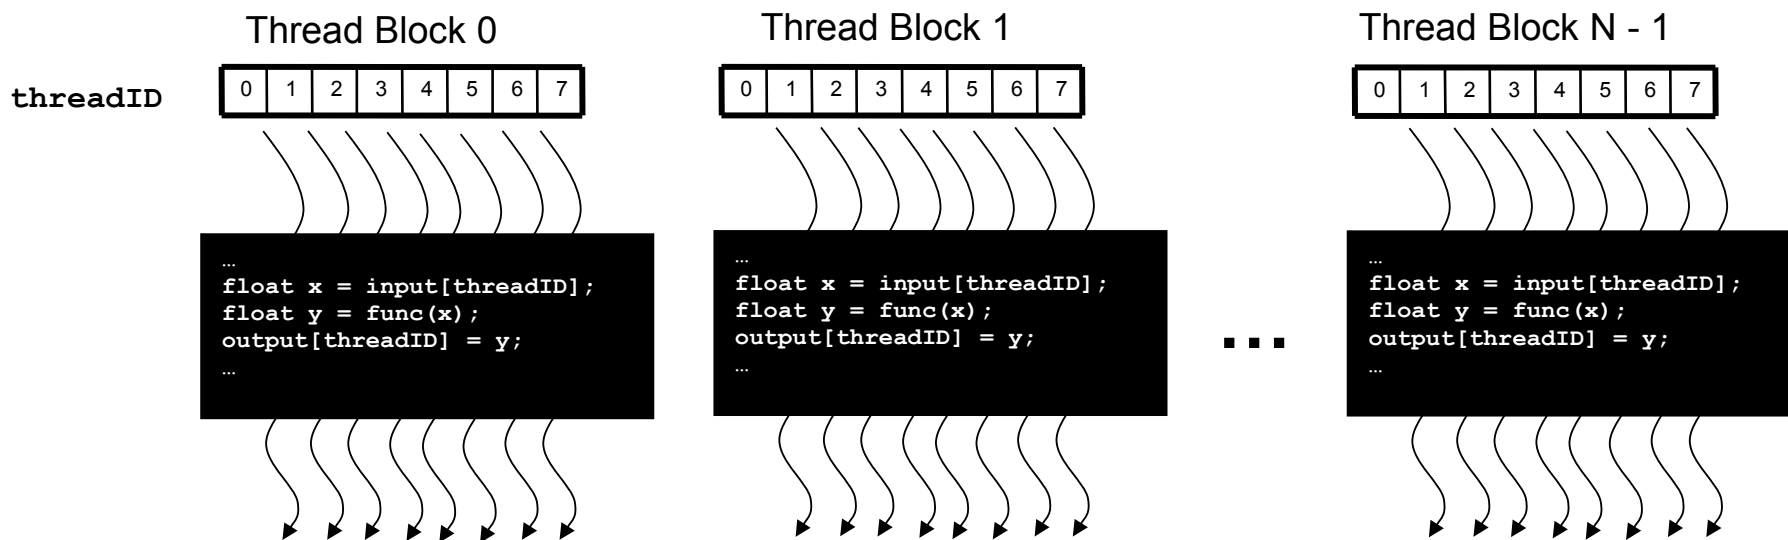 Thread Block 0
Thread Block 1
Thread Block N - 1
threadID
0 1 2 3 4 5 6 7
0 1 2 3 4 5 6 7
0 1 2 3 4 5 6 7
…
float x = input[threadID];
float y = func(x);
output[threadID] = y;
…
…
float x = input[threadID];
float y = func(x);
output[threadID] = y;
…
...
…
float x = input[threadID];
float y = func(x);
output[threadID] = y;
…